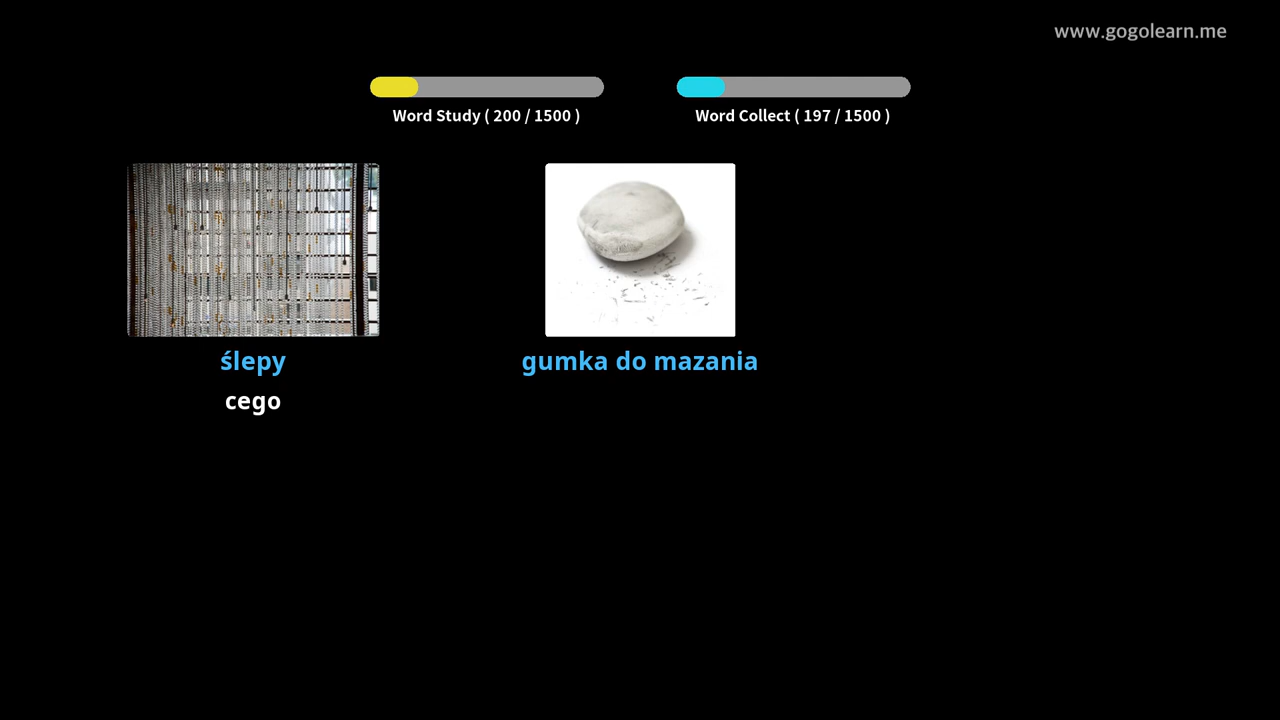 www.gogolearn.me
Word Study ( 200 / 1500 )
Word Collect ( 197 / 1500 )
ślepy
gumka do mazania
cego